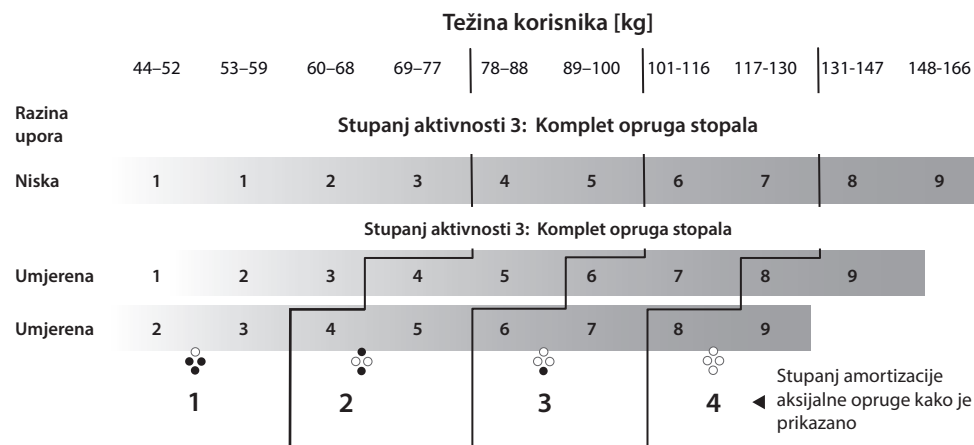 Težina korisnika [kg]
44–52 53–59 60–68 69–77 78–88 89–100 101-116 117-130 131-147 148-166
Razina
upora
Stupanj aktivnosti 3: Komplet opruga stopala
Niska 1 1 2 3 4 5 6 7 8 9
Stupanj aktivnosti 3: Komplet opruga stopala
Umjerena 1 2 3 4 5 6 7 8 9
Umjerena 2 3 4 5 6 7 8 9
1 2 3 4
Stupanj amortizacije
aksijalne opruge kako je
prikazano